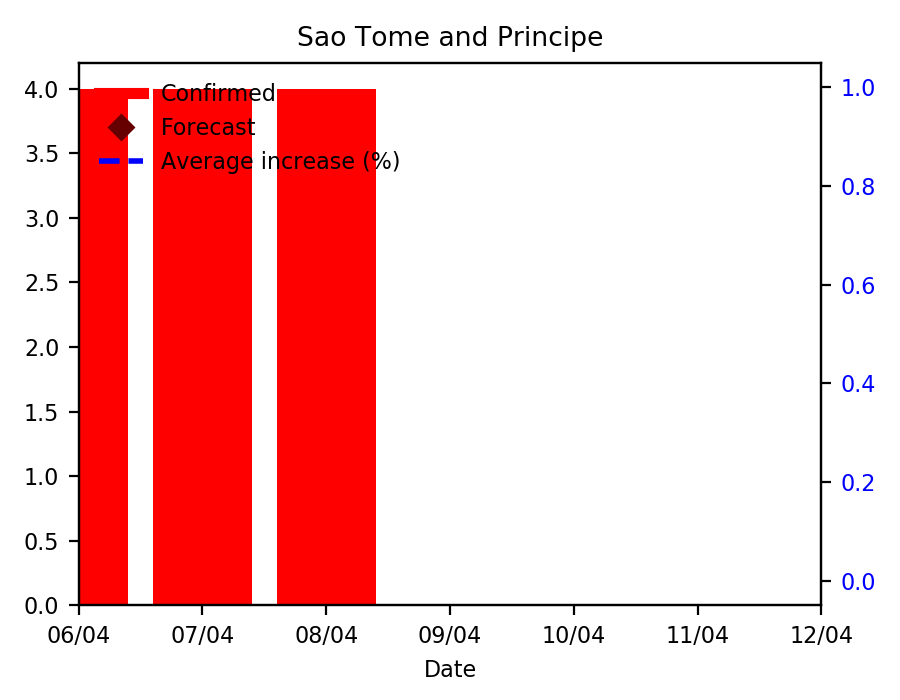 Sao Tome and Principe
4.0
3.5
3.0
2.5
2.0
1.5
1.0
0.5
0.0
Confirmed
Forecast
Average increase (%)
1.0
0.8
0.6
0.4
0.2
0.0
06/04 07/04 08/04 09/04 10/04 11/04 12/04
Date